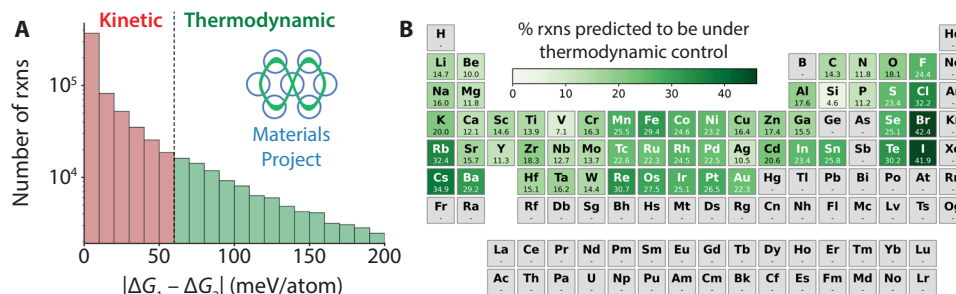 A
Kinetic
Thermodynamic
Number of rxns
10^5
10^4
Materials
Project
0
50
100
150
200
|ΔG₁ – ΔG₂| (meV/atom)
B
% rxns predicted to be under
thermodynamic control
0 20 40
H
-
Li Be B C N O F
14.7 10.0 - 14.3 11.8 18.1 24.4
Na Mg Al Si P S Cl
16.0 11.8 17.6 4.6 11.2 23.4 32.2
K Ca Sc Ti V Cr Mn Fe Co Ni Cu Zn Ga Ge As Se Br
20.0 12.1 14.6 13.9 7.1 16.3 25.5 29.4 24.6 23.2 16.4 17.4 15.5 - - 25.1 42.4
Rb Sr Y Zr Nb Mo Tc Ru Rh Pd Ag Cd In Sn Sb Te I
32.4 15.7 11.3 18.3 12.7 13.7 22.6 22.3 24.5 22.5 10.5 20.6 23.4 25.8 - 30.2 41.9
Cs Ba Hf Ta W Re Os Ir Pt Au Hg Tl Pb Bi Po At
34.9 29.2 15.1 16.2 14.4 30.7 27.5 25.1 26.5 22.3 - - - - - -
Fr Ra Rf Db Sg Bh Hs Mt Ds Rg Cn Nh Fl Mc Lv Ts
- - - - - - - - - - - - - - - -
La Ce Pr Nd Pm Sm Eu Gd Tb Dy Ho Er Tm Yb Lu
- - - - - - - - - - - - - - -
Ac Th Pa U Np Pu Am Cm Bk Cf Es Fm Md No Lr
- - - - - - - - - - - - - - -